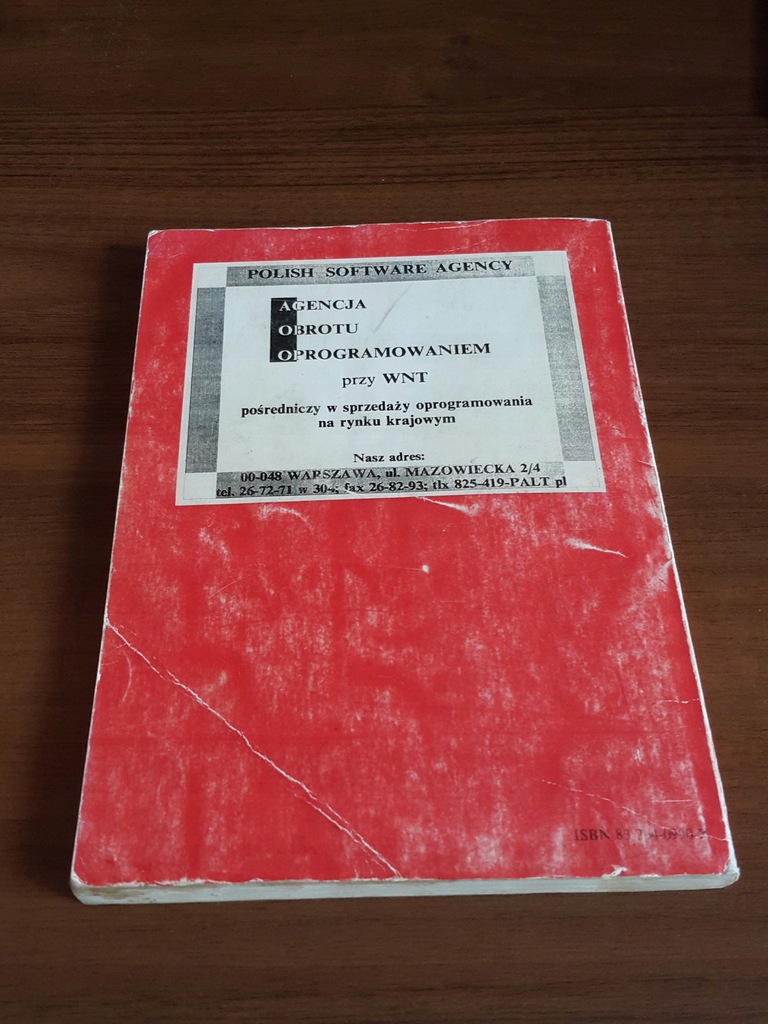 POLISH SOFTWARE AGENCY
AGENCJA
OBROTU
OPROGRAMOWANIEM
przy WNT
pośredniczy w sprzedaży oprogramowania
na rynku krajowym
Nasz adres:
00-048 WARSZAWA, ul. MAZOWIECKA 2/4
tel. 26-72-71 w 304; fax 26-82-93; tlx 825-419-PALT pl
ISBN